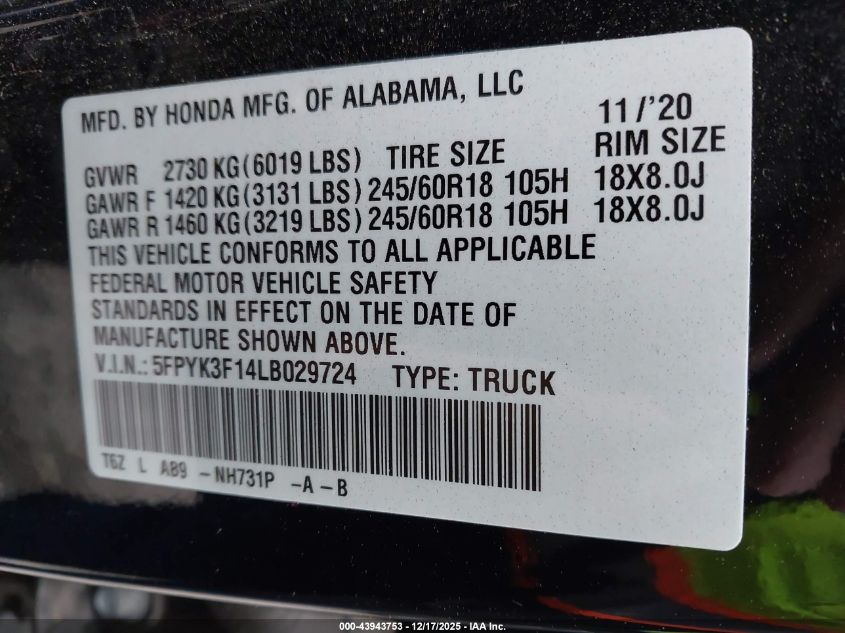 MFD. BY HONDA MFG. OF ALABAMA, LLC 11/'20
GVWR 2730 KG(6019 LBS) TIRE SIZE RIM SIZE
GAWR F 1420 KG(3131 LBS) 245/60R18 105H 18X8.0J
GAWR R 1460 KG(3219 LBS) 245/60R18 105H 18X8.0J
THIS VEHICLE CONFORMS TO ALL APPLICABLE
FEDERAL MOTOR VEHICLE SAFETY
STANDARDS IN EFFECT ON THE DATE OF
MANUFACTURE SHOWN ABOVE.
V.I.N.: 5FPYK3F14LB029724 TYPE: TRUCK
T6Z L A89 -NH731P -A -B
000-43943753 - 12/17/2025 - IAA Inc.